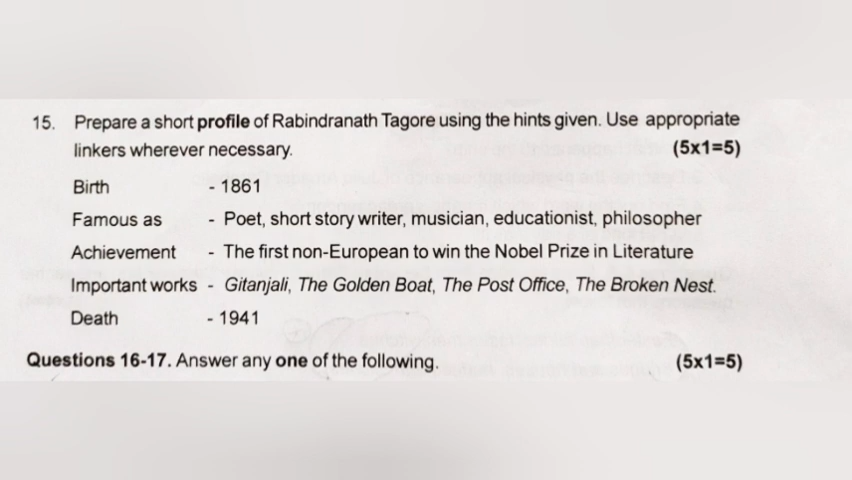 15. Prepare a short profile of Rabindranath Tagore using the hints given. Use appropriate
linkers wherever necessary. (5x1=5)
Birth - 1861
Famous as - Poet, short story writer, musician, educationist, philosopher
Achievement - The first non-European to win the Nobel Prize in Literature
Important works - Gitanjali, The Golden Boat, The Post Office, The Broken Nest.
Death - 1941
Questions 16-17. Answer any one of the following. (5x1=5)